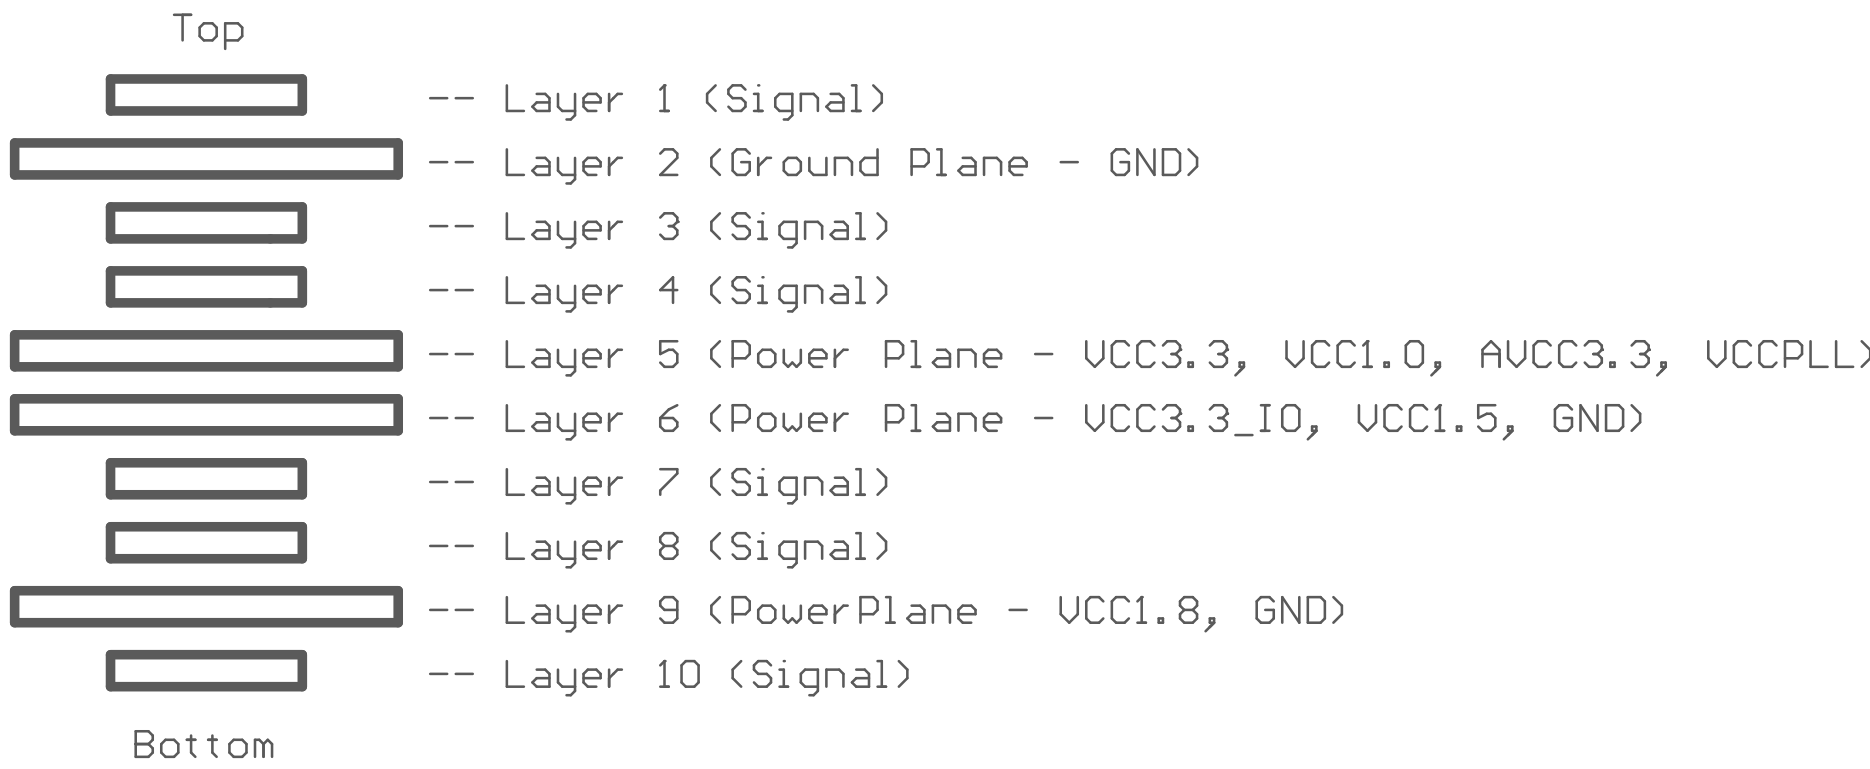 Top
-- Layer 1 (Signal)
-- Layer 2 (Ground Plane - GND)
-- Layer 3 (Signal)
-- Layer 4 (Signal)
-- Layer 5 (Power Plane - VCC3.3, VCC1.0, AVCC3.3, VCCPLL)
-- Layer 6 (Power Plane - VCC3.3_IO, VCC1.5, GND)
-- Layer 7 (Signal)
-- Layer 8 (Signal)
-- Layer 9 (PowerPlane - VCC1.8, GND)
-- Layer 10 (Signal)
Bottom